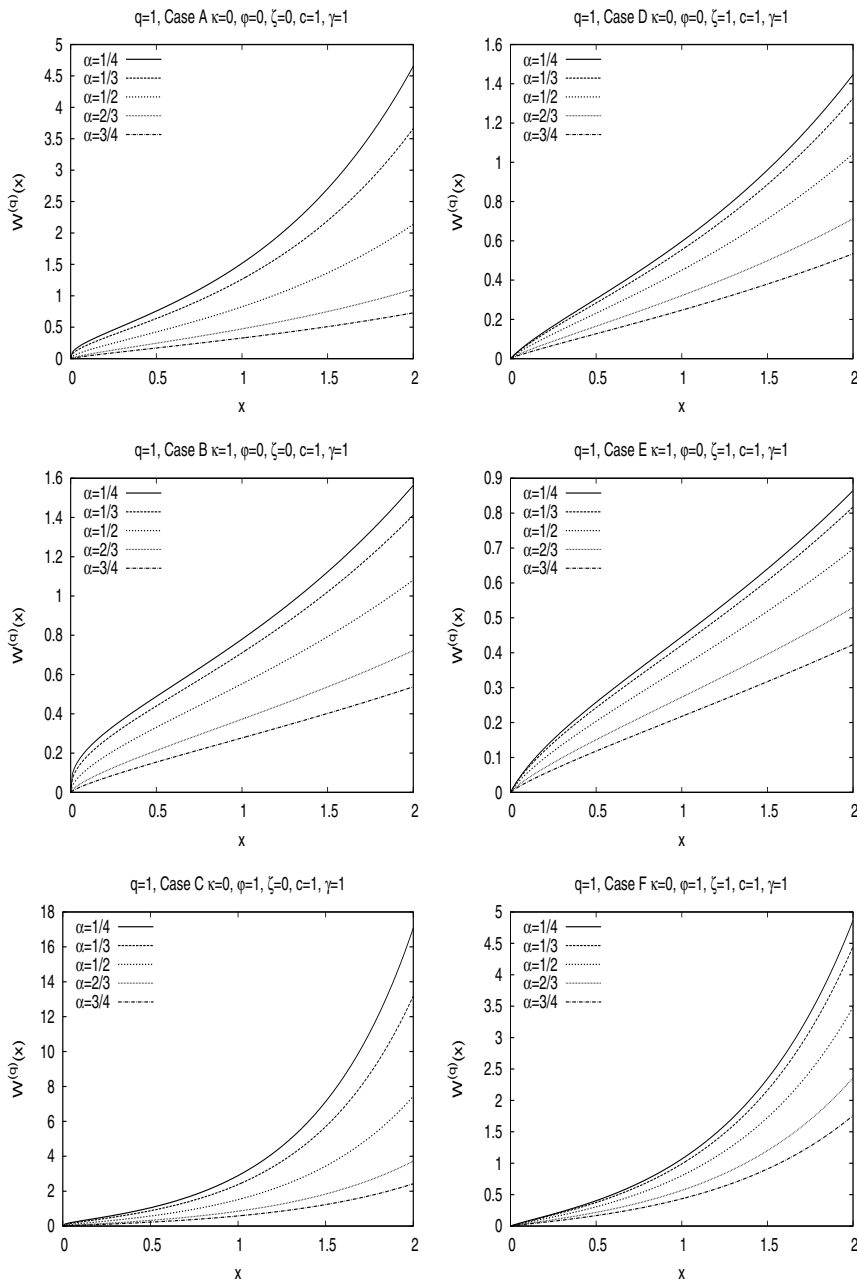 q=1, Case A κ=0, φ=0, ζ=0, c=1, γ=1
5
4.5
4
3.5
3
2.5
2
1.5
1
0.5
0
W^(q)(x)
α=1/4
α=1/3
α=1/2
α=2/3
α=3/4
0 0.5 1 1.5 2
x
q=1, Case D κ=0, φ=0, ζ=1, c=1, γ=1
1.6
1.4
1.2
1
0.8
0.6
0.4
0.2
0
W^(q)(x)
α=1/4
α=1/3
α=1/2
α=2/3
α=3/4
0 0.5 1 1.5 2
x
q=1, Case B κ=1, φ=0, ζ=0, c=1, γ=1
1.6
1.4
1.2
1
0.8
0.6
0.4
0.2
0
W^(q)(x)
α=1/4
α=1/3
α=1/2
α=2/3
α=3/4
0 0.5 1 1.5 2
x
q=1, Case E κ=1, φ=0, ζ=1, c=1, γ=1
0.9
0.8
0.7
0.6
0.5
0.4
0.3
0.2
0.1
0
W^(q)(x)
α=1/4
α=1/3
α=1/2
α=2/3
α=3/4
0 0.5 1 1.5 2
x
q=1, Case C κ=0, φ=1, ζ=0, c=1, γ=1
18
16
14
12
10
8
6
4
2
0
W^(q)(x)
α=1/4
α=1/3
α=1/2
α=2/3
α=3/4
0 0.5 1 1.5 2
x
q=1, Case F κ=0, φ=1, ζ=1, c=1, γ=1
5
4.5
4
3.5
3
2.5
2
1.5
1
0.5
0
W^(q)(x)
α=1/4
α=1/3
α=1/2
α=2/3
α=3/4
0 0.5 1 1.5 2
x